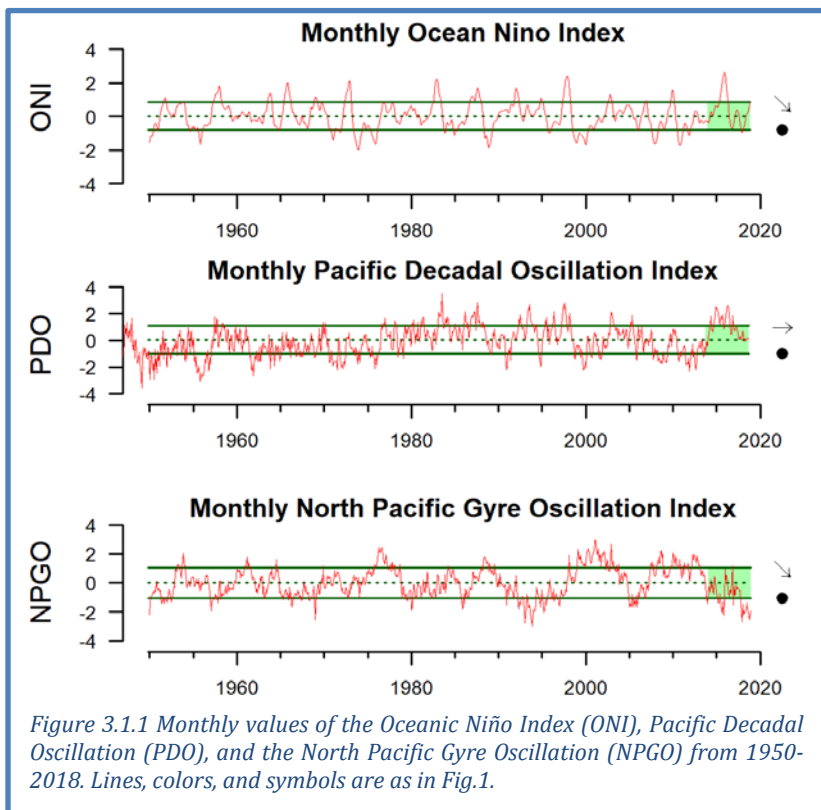 Monthly Ocean Nino Index
ONI
4
2
0
-2
-4
1960 1980 2000 2020
Monthly Pacific Decadal Oscillation Index
PDO
4
2
0
-2
-4
1960 1980 2000 2020
Monthly North Pacific Gyre Oscillation Index
NPGO
4
2
0
-2
-4
1960 1980 2000 2020
Figure 3.1.1 Monthly values of the Oceanic Niño Index (ONI), Pacific Decadal
Oscillation (PDO), and the North Pacific Gyre Oscillation (NPGO) from 1950-
2018. Lines, colors, and symbols are as in Fig.1.